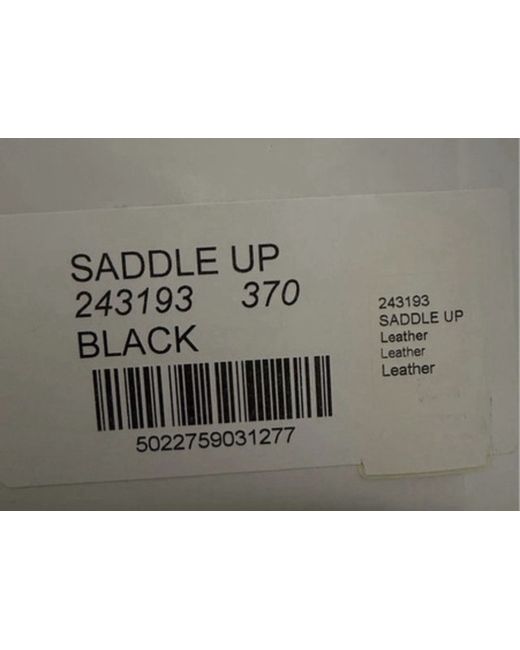 SADDLE UP
243193 370
BLACK
5022759031277
243193
SADDLE UP
Leather
Leather
Leather